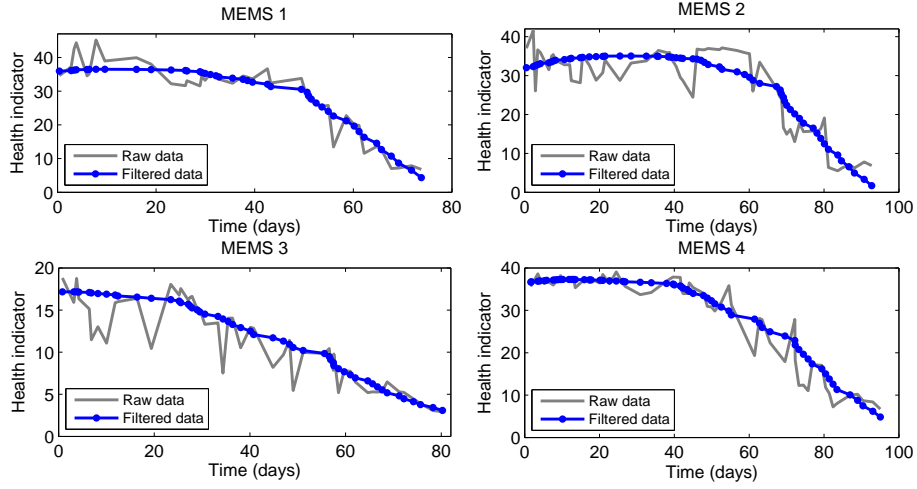 MEMS 1
Health indicator
40
30
20
10
0
Raw data
Filtered data
0 20 40 60 80
Time (days)
MEMS 2
Health indicator
40
30
20
10
0
Raw data
Filtered data
0 20 40 60 80 100
Time (days)
MEMS 3
Health indicator
20
15
10
5
0
Raw data
Filtered data
0 20 40 60 80
Time (days)
MEMS 4
Health indicator
40
30
20
10
0
Raw data
Filtered data
0 20 40 60 80 100
Time (days)